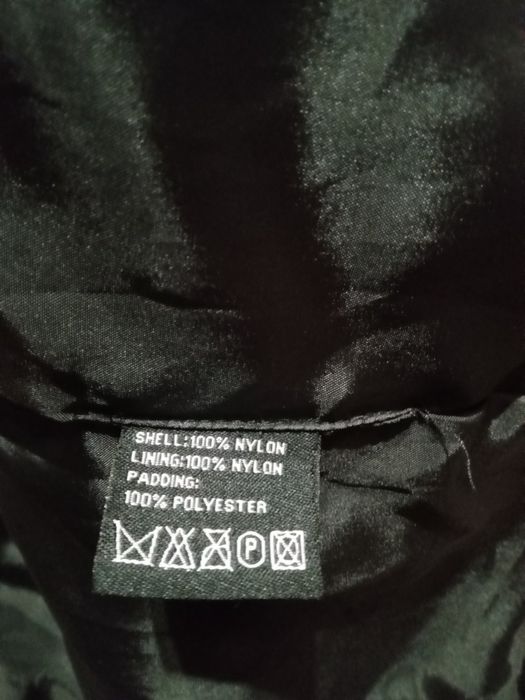 SHELL:100% NYLON
LINING:100% NYLON
PADDING:
100% POLYESTER
P